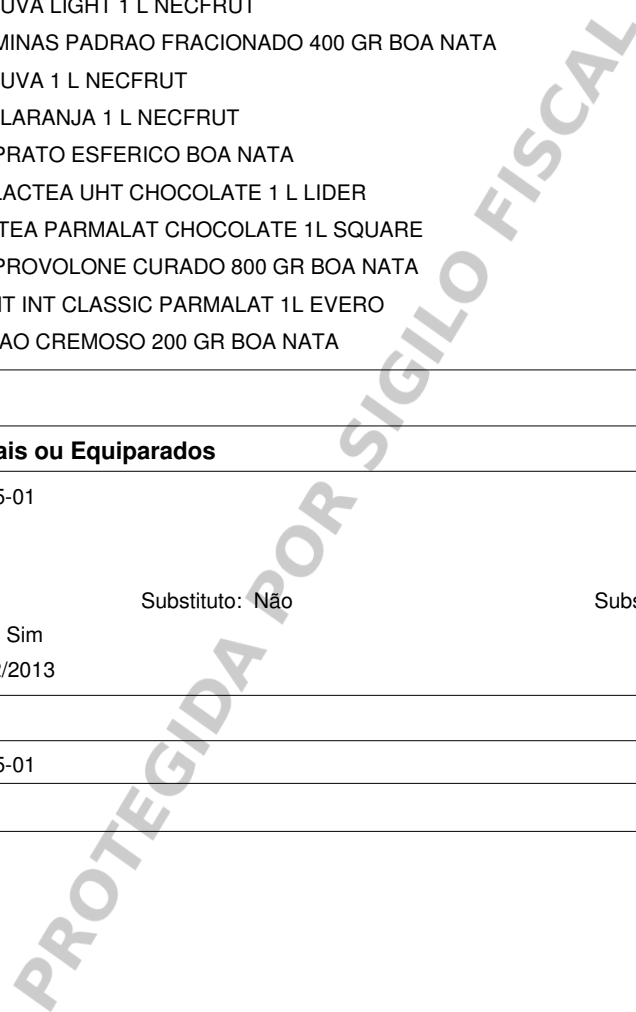 UVA LIGHT 1 L NECFRUT
MINAS PADRAO FRACIONADO 400 GR BOA NATA
UVA 1 L NECFRUT
LARANJA 1 L NECFRUT
PRATO ESFERICO BOA NATA
LACTEA UHT CHOCOLATE 1 L LIDER
TEA PARMALAT CHOCOLATE 1L SQUARE
PROVOLONE CURADO 800 GR BOA NATA
IT INT CLASSIC PARMALAT 1L EVERO
AO CREMOSO 200 GR BOA NATA
ais ou Equiparados
5-01
Substituto: Não Subs
Sim
2/2013
5-01
PROTEGIDA POR SIGILO FISCAL